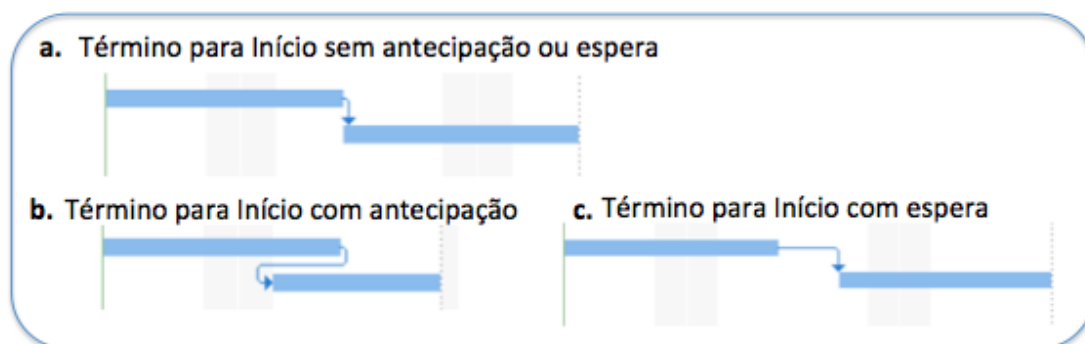 a. Término para Início sem antecipação ou espera
b. Término para Início com antecipação
c. Término para Início com espera